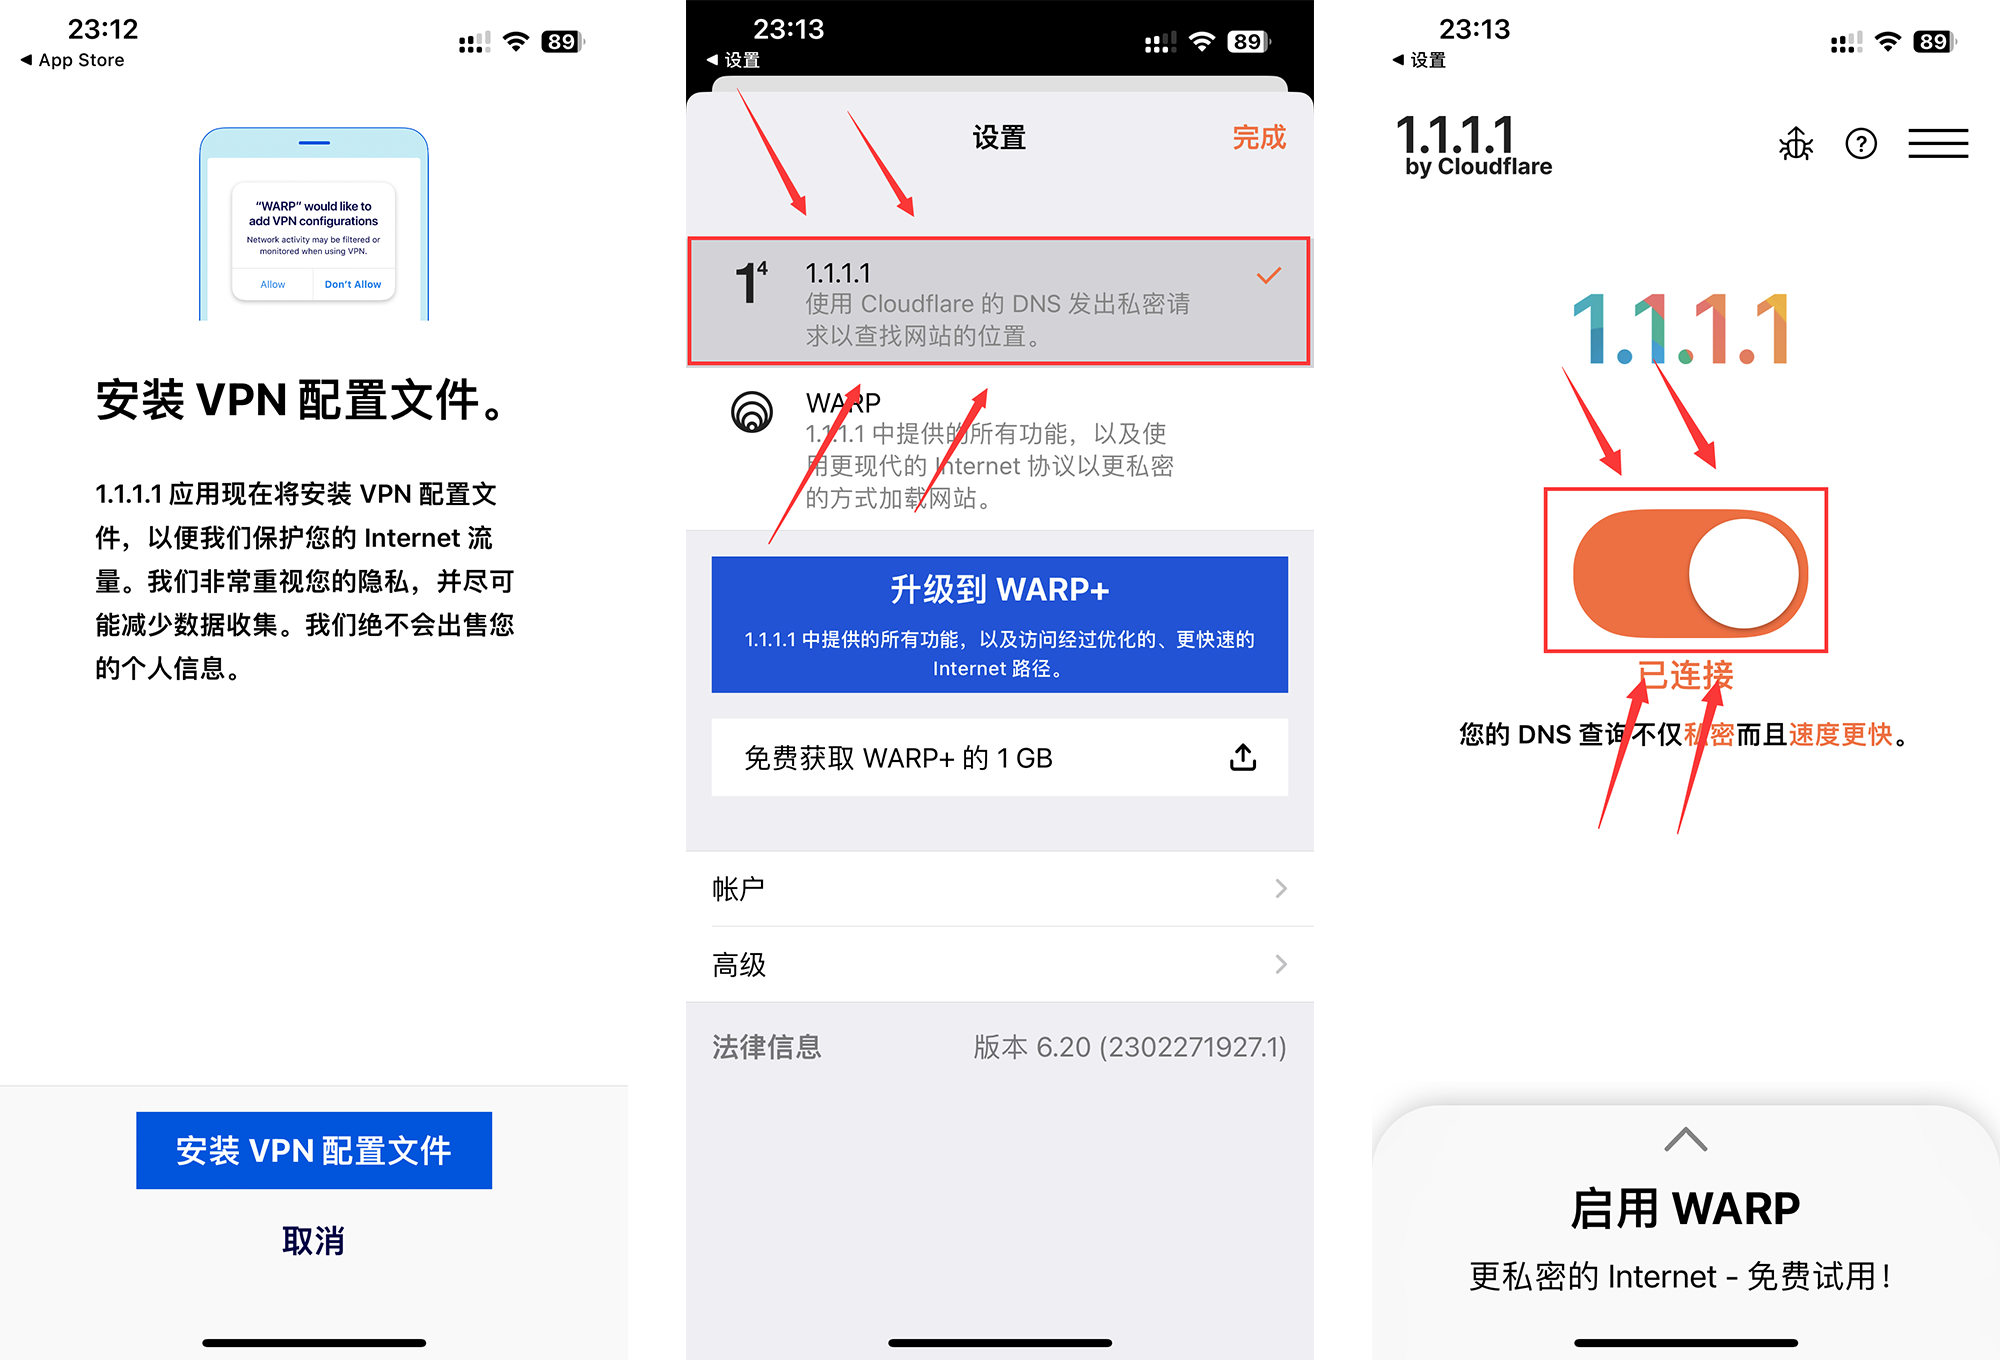 23:12
89
◀ App Store
“WARP” would like to
add VPN configurations
Network activity may be filtered or
monitored when using VPN.
Allow
Don’t Allow
安装 VPN 配置文件。
1.1.1.1 应用现在将安装 VPN 配置文
件，以便我们保护您的 Internet 流
量。我们非常重视您的隐私，并尽可
能减少数据收集。我们绝不会出售您
的个人信息。
安装 VPN 配置文件
取消
23:13
89
◀ 设置
设置
完成
1⁴
1.1.1.1
使用 Cloudflare 的 DNS 发出私密请
求以查找网站的位置。
WARP
1.1.1.1 中提供的所有功能，以及使
用更现代的 Internet 协议以更私密
的方式加载网站。
升级到 WARP+
1.1.1.1 中提供的所有功能，以及访问经过优化的、更快速的
Internet 路径。
免费获取 WARP+ 的 1 GB
帐户
高级
法律信息
版本 6.20 (2302271927.1)
23:13
89
◀ 设置
1.1.1.1
by Cloudflare
?
1.1.1.1
已连接
您的 DNS 查询不仅私密而且速度更快。
启用 WARP
更私密的 Internet - 免费试用！